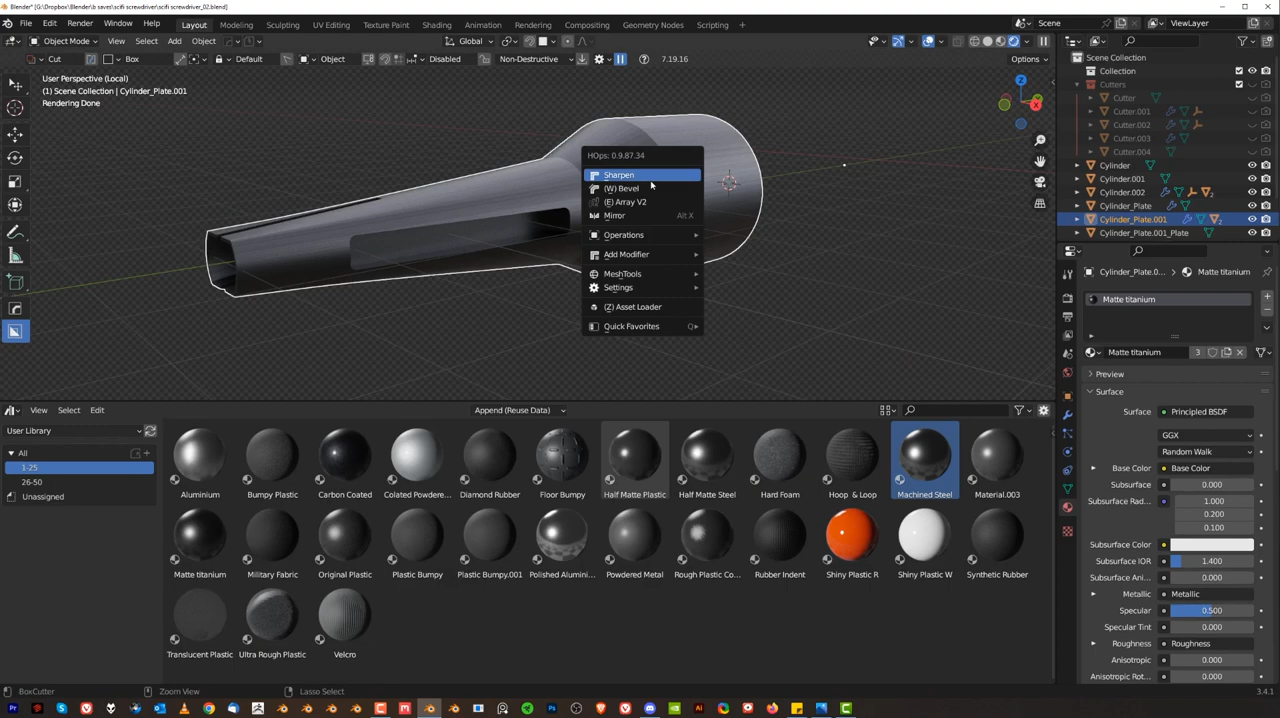 Blender* [G:\Dropbox\Blender\b saves\scifi screwdriver\scifi screwdriver_02.blend]
File Edit Render Window Help Layout Modeling Sculpting UV Editing Texture Paint Shading Animation Rendering Compositing Geometry Nodes Scripting + Scene ViewLayer
Object Mode View Select Add Object Global Options
Cut Box Default Object Disabled Non-Destructive 7.19.16
User Perspective (Local)
(1) Scene Collection | Cylinder_Plate.001
Rendering Done
X
Z
HOps: 0.9.87.34
Sharpen
(W) Bevel
(E) Array V2
Mirror Alt X
Operations
Add Modifier
MeshTools
Settings
(Z) Asset Loader
Quick Favorites Q
Scene Collection
Collection
Cutters
Cutter
Cutter.001
Cutter.002
Cutter.003
Cutter.004
Cylinder
Cylinder.001
Cylinder.002 2
Cylinder_Plate
Cylinder_Plate.001 2
Cylinder_Plate.001_Plate
Cylinder_Plate.0... Matte titanium
Matte titanium
Matte titanium 3
Preview
Surface
Surface Principled BSDF
GGX
Random Walk
Base Color Base Color
Subsurface 0.000
Subsurface Rad... 1.000
0.200
0.100
Subsurface Color
Subsurface IOR 1.400
Subsurface Ani... 0.000
Metallic Metallic
Specular 0.500
Specular Tint 0.000
Roughness Roughness
Anisotropic 0.000
Anisotropic Rot... 0.000
View Select Edit Append (Reuse Data)
User Library
All
1-25
26-50
Unassigned
Aluminium Bumpy Plastic Carbon Coated Colated Powdere... Diamond Rubber Floor Bumpy Half Matte Plastic Half Matte Steel Hard Foam Hoop & Loop Machined Steel Material.003
Matte titanium Military Fabric Original Plastic Plastic Bumpy Plastic Bumpy.001 Polished Alumini... Powdered Metal Rough Plastic Co... Rubber Indent Shiny Plastic R Shiny Plastic W Synthetic Rubber
Translucent Plastic Ultra Rough Plastic Velcro
BoxCutter Zoom View Lasso Select 3.4.1